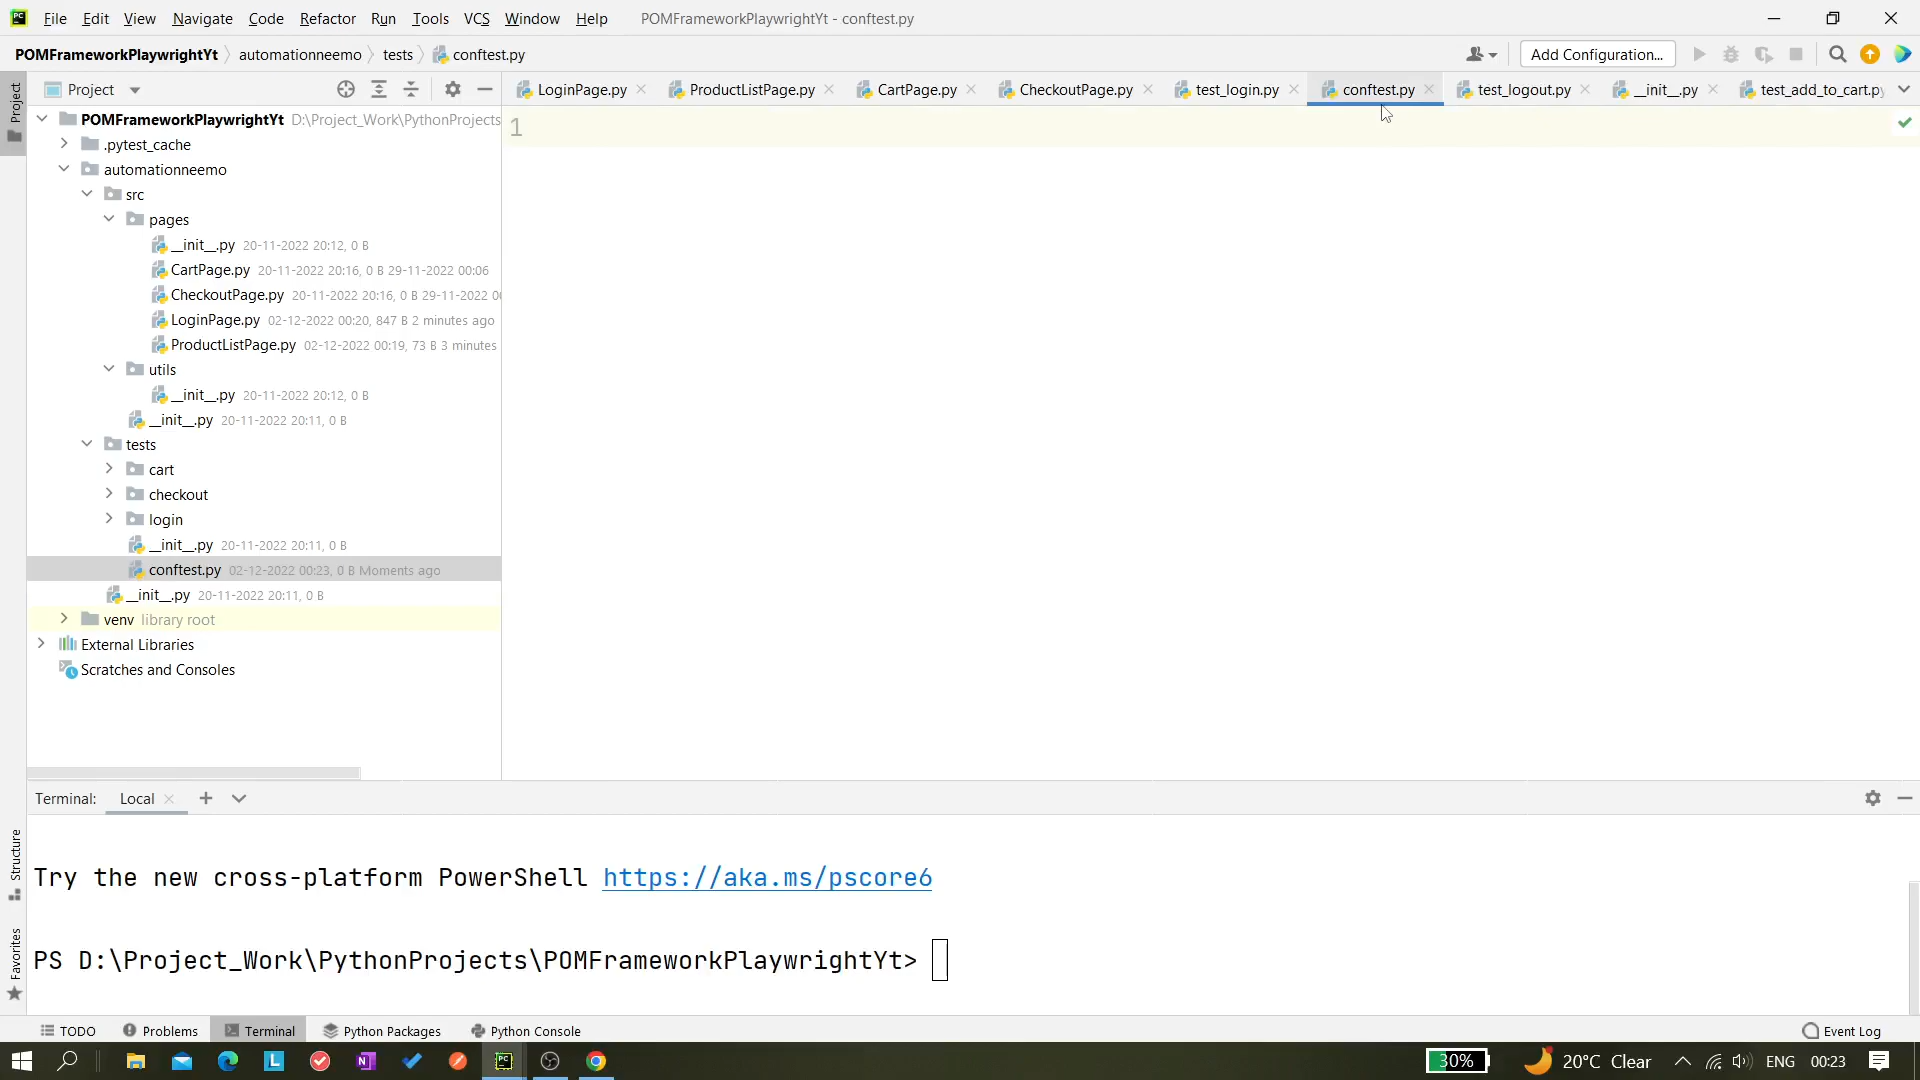 PC File Edit View Navigate Code Refactor Run Tools VCS Window Help POMFrameworkPlaywrightYt - conftest.py
POMFrameworkPlaywrightYt automationneemo tests conftest.py Add Configuration...
Project
Project
LoginPage.py ProductListPage.py CartPage.py CheckoutPage.py test_login.py conftest.py test_logout.py __init__.py test_add_to_cart.py
POMFrameworkPlaywrightYt D:\Project_Work\PythonProjects
1
.pytest_cache
automationneemo
src
pages
__init__.py 20-11-2022 20:12, 0 B
CartPage.py 20-11-2022 20:16, 0 B 29-11-2022 00:06
CheckoutPage.py 20-11-2022 20:16, 0 B 29-11-2022 00
LoginPage.py 02-12-2022 00:20, 847 B 2 minutes ago
ProductListPage.py 02-12-2022 00:19, 73 B 3 minutes
utils
__init__.py 20-11-2022 20:12, 0 B
__init__.py 20-11-2022 20:11, 0 B
tests
cart
checkout
login
__init__.py 20-11-2022 20:11, 0 B
conftest.py 02-12-2022 00:23, 0 B Moments ago
__init__.py 20-11-2022 20:11, 0 B
venv library root
External Libraries
Scratches and Consoles
Terminal: Local
Structure
Favorites
Try the new cross-platform PowerShell https://aka.ms/pscore6
PS D:\Project_Work\PythonProjects\POMFrameworkPlaywrightYt>
TODO Problems Terminal Python Packages Python Console Event Log
30% 20°C Clear ENG 00:23